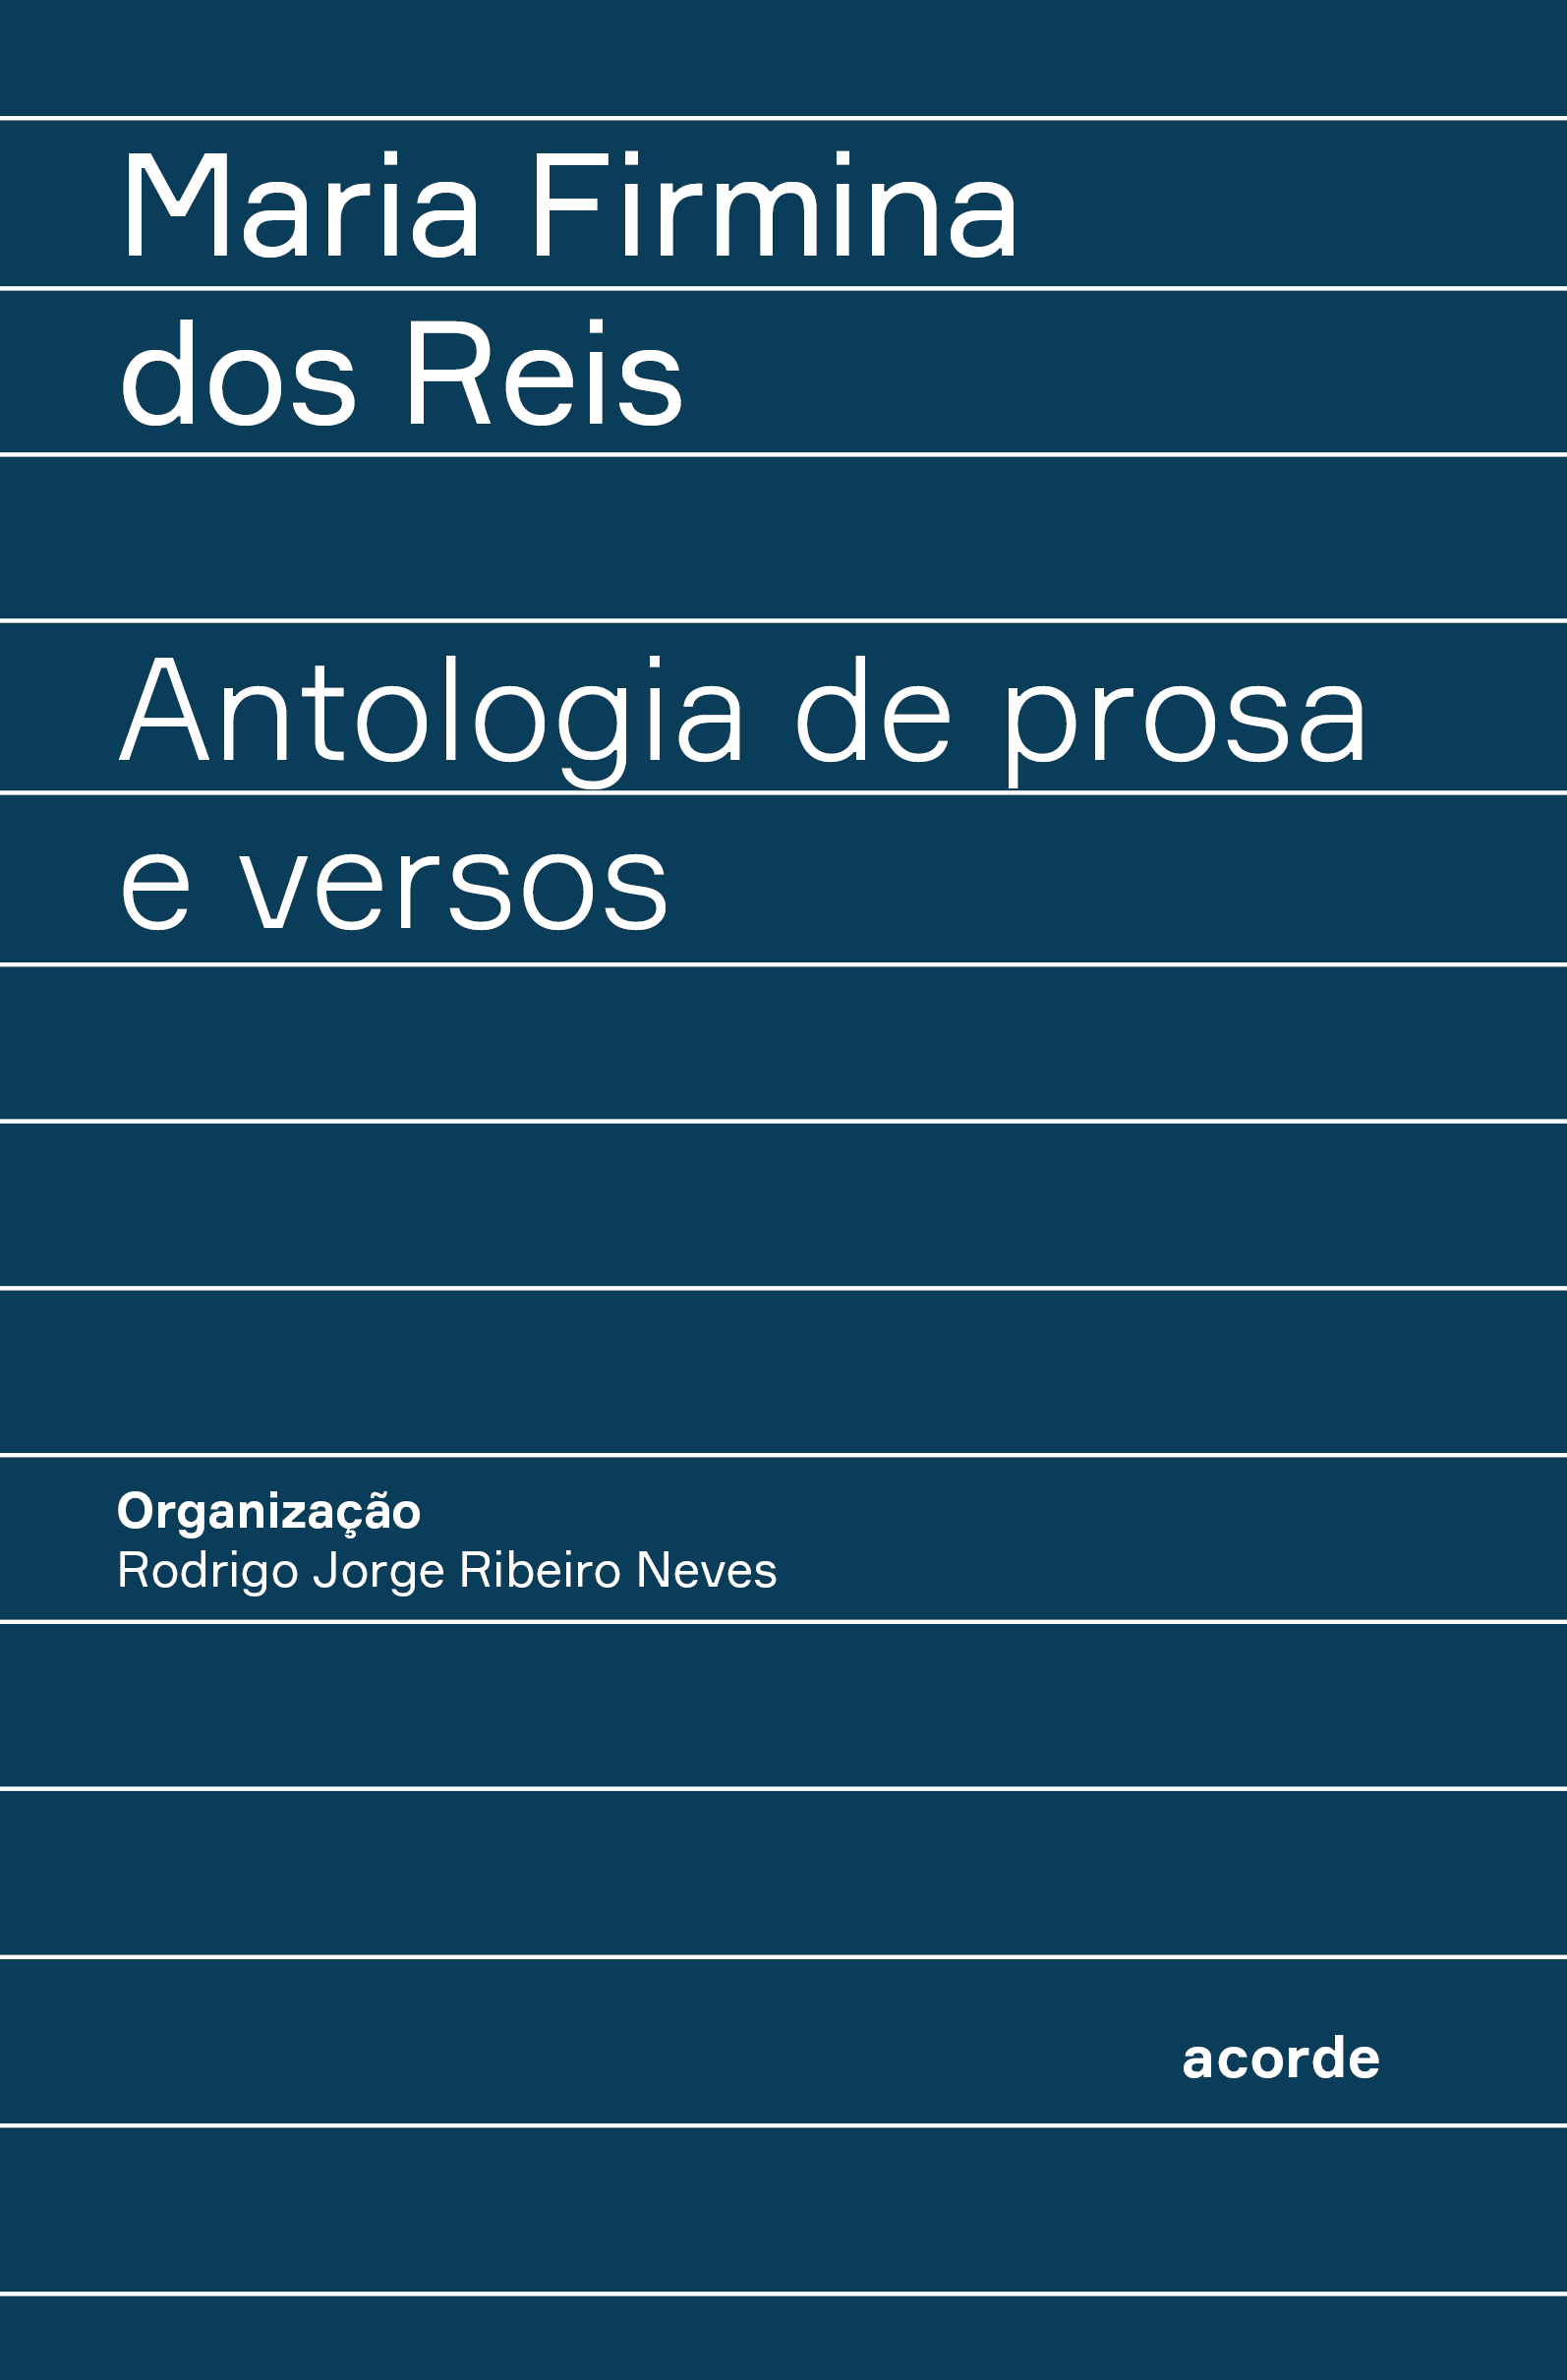 Maria Firmina
dos Reis
Antologia de prosa
e versos
Organização
Rodrigo Jorge Ribeiro Neves
acorde